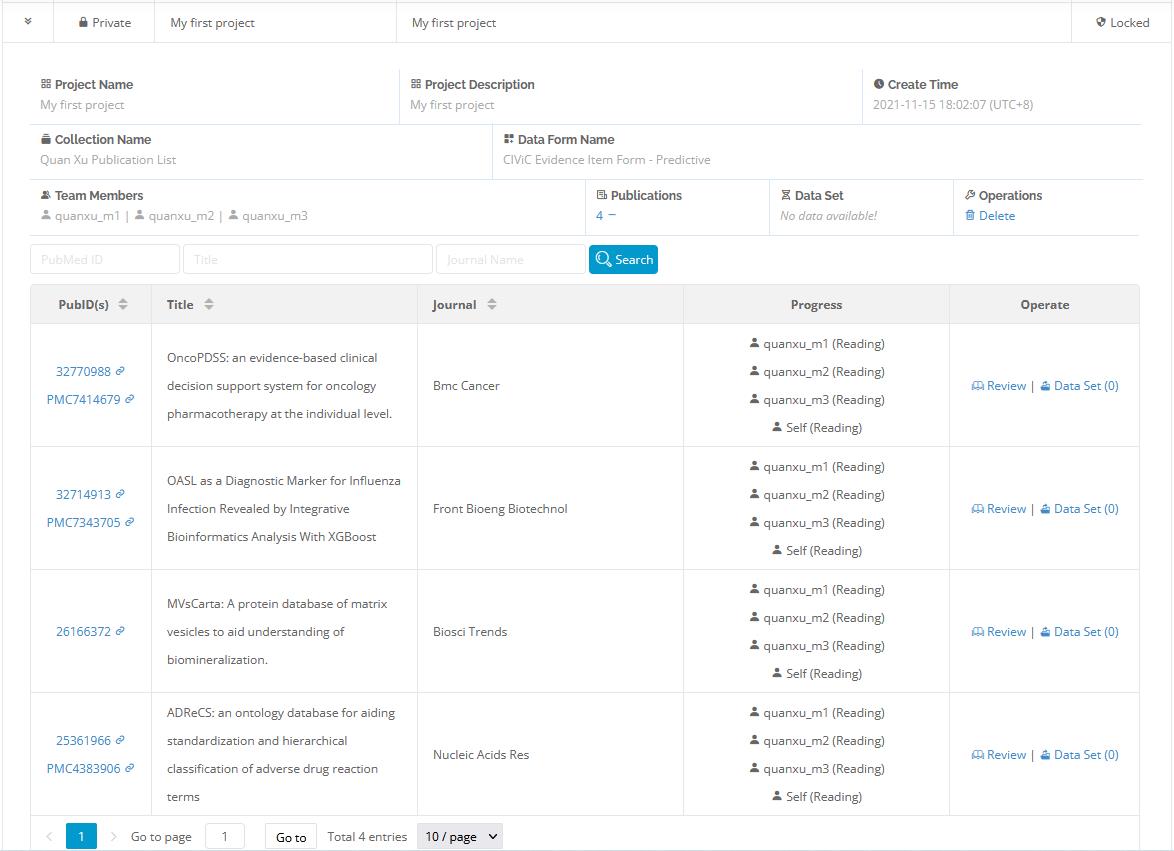 Private My first project My first project Locked
Project Name Project Description Create Time
My first project My first project 2021-11-15 18:02:07 (UTC+8)
Collection Name Data Form Name
Quan Xu Publication List CIViC Evidence Item Form - Predictive
Team Members Publications Data Set Operations
quanxu_m1 | quanxu_m2 | quanxu_m3 4 − No data available! Delete
PubMed ID Title Journal Name Search
PubID(s) Title Journal Progress Operate
32770988
PMC7414679
OncoPDSS: an evidence-based clinical
decision support system for oncology
pharmacotherapy at the individual level.
Bmc Cancer
quanxu_m1 (Reading)
quanxu_m2 (Reading)
quanxu_m3 (Reading)
Self (Reading)
Review | Data Set (0)
32714913
PMC7343705
OASL as a Diagnostic Marker for Influenza
Infection Revealed by Integrative
Bioinformatics Analysis With XGBoost
Front Bioeng Biotechnol
quanxu_m1 (Reading)
quanxu_m2 (Reading)
quanxu_m3 (Reading)
Self (Reading)
Review | Data Set (0)
26166372
MVsCarta: A protein database of matrix
vesicles to aid understanding of
biomineralization.
Biosci Trends
quanxu_m1 (Reading)
quanxu_m2 (Reading)
quanxu_m3 (Reading)
Self (Reading)
Review | Data Set (0)
25361966
PMC4383906
ADReCS: an ontology database for aiding
standardization and hierarchical
classification of adverse drug reaction
terms
Nucleic Acids Res
quanxu_m1 (Reading)
quanxu_m2 (Reading)
quanxu_m3 (Reading)
Self (Reading)
Review | Data Set (0)
< 1 > Go to page 1 Go to Total 4 entries 10 / page